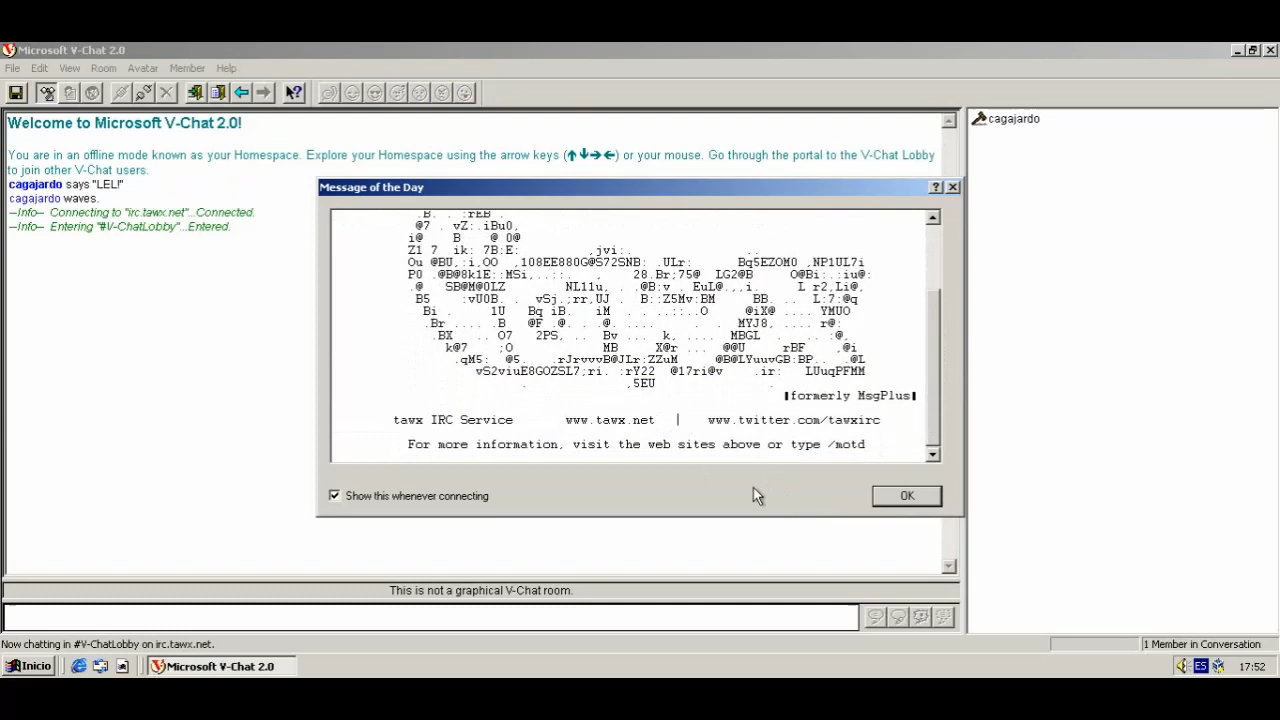 Microsoft V-Chat 2.0
File Edit View Room Avatar Member Help
Welcome to Microsoft V-Chat 2.0!
You are in an offline mode known as your Homespace. Explore your Homespace using the arrow keys (↑↓→←) or your mouse. Go through the portal to the V-Chat Lobby
to join other V-Chat users.
cagajardo says "LEL!"
cagajardo waves.
--Info-- Connecting to "irc.tawx.net"...Connected.
--Info-- Entering "#V-ChatLobby"...Entered.
cagajardo
Message of the Day
|formerly MsgPlus|
tawx IRC Service www.tawx.net | www.twitter.com/tawxirc
For more information, visit the web sites above or type /motd
Show this whenever connecting
OK
This is not a graphical V-Chat room.
Now chatting in #V-ChatLobby on irc.tawx.net.
1 Member in Conversation
Inicio
Microsoft V-Chat 2.0
ES
17:52